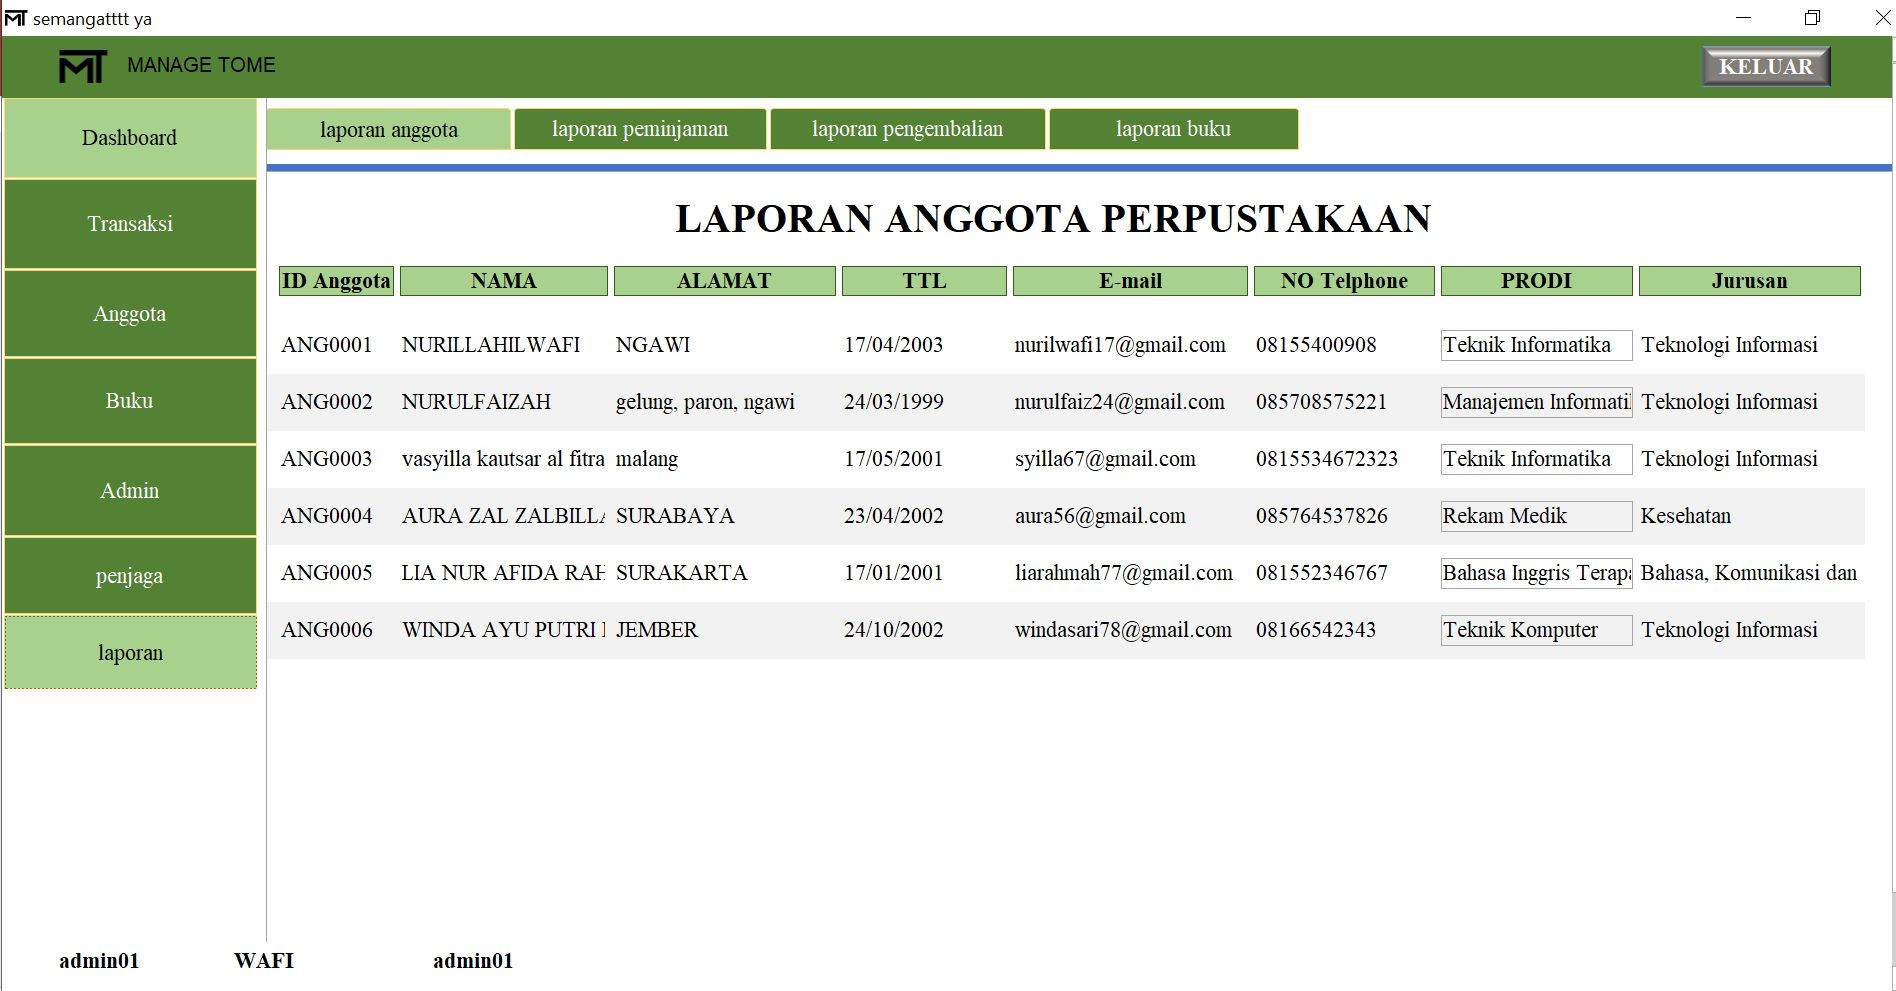 MT semangatttt ya
MT MANAGE TOME KELUAR
Dashboard
Transaksi
Anggota
Buku
Admin
penjaga
laporan
laporan anggota laporan peminjaman laporan pengembalian laporan buku
LAPORAN ANGGOTA PERPUSTAKAAN
ID Anggota NAMA ALAMAT TTL E-mail NO Telphone PRODI Jurusan
ANG0001 NURILLAHILWAFI NGAWI 17/04/2003 nurilwafi17@gmail.com 08155400908 Teknik Informatika Teknologi Informasi
ANG0002 NURULFAIZAH gelung, paron, ngawi 24/03/1999 nurulfaiz24@gmail.com 085708575221 Manajemen Teknologi Informasi
ANG0003 vasyilla kautsar al fitra malang 17/05/2001 syilla67@gmail.com 0815534672323 Teknik Informatika Teknologi Informasi
ANG0004 AURA ZAL SURABAYA 23/04/2002 aura56@gmail.com 085764537826 Rekam Medik Kesehatan
ANG0005 LIA NUR AFIDA SURAKARTA 17/01/2001 liarahmah77@gmail.com 081552346767 Bahasa Inggris Bahasa, Komunikasi dan
ANG0006 WINDA AYU PUTRI JEMBER 24/10/2002 windasari78@gmail.com 08166542343 Teknik Komputer Teknologi Informasi
admin01 WAFI admin01